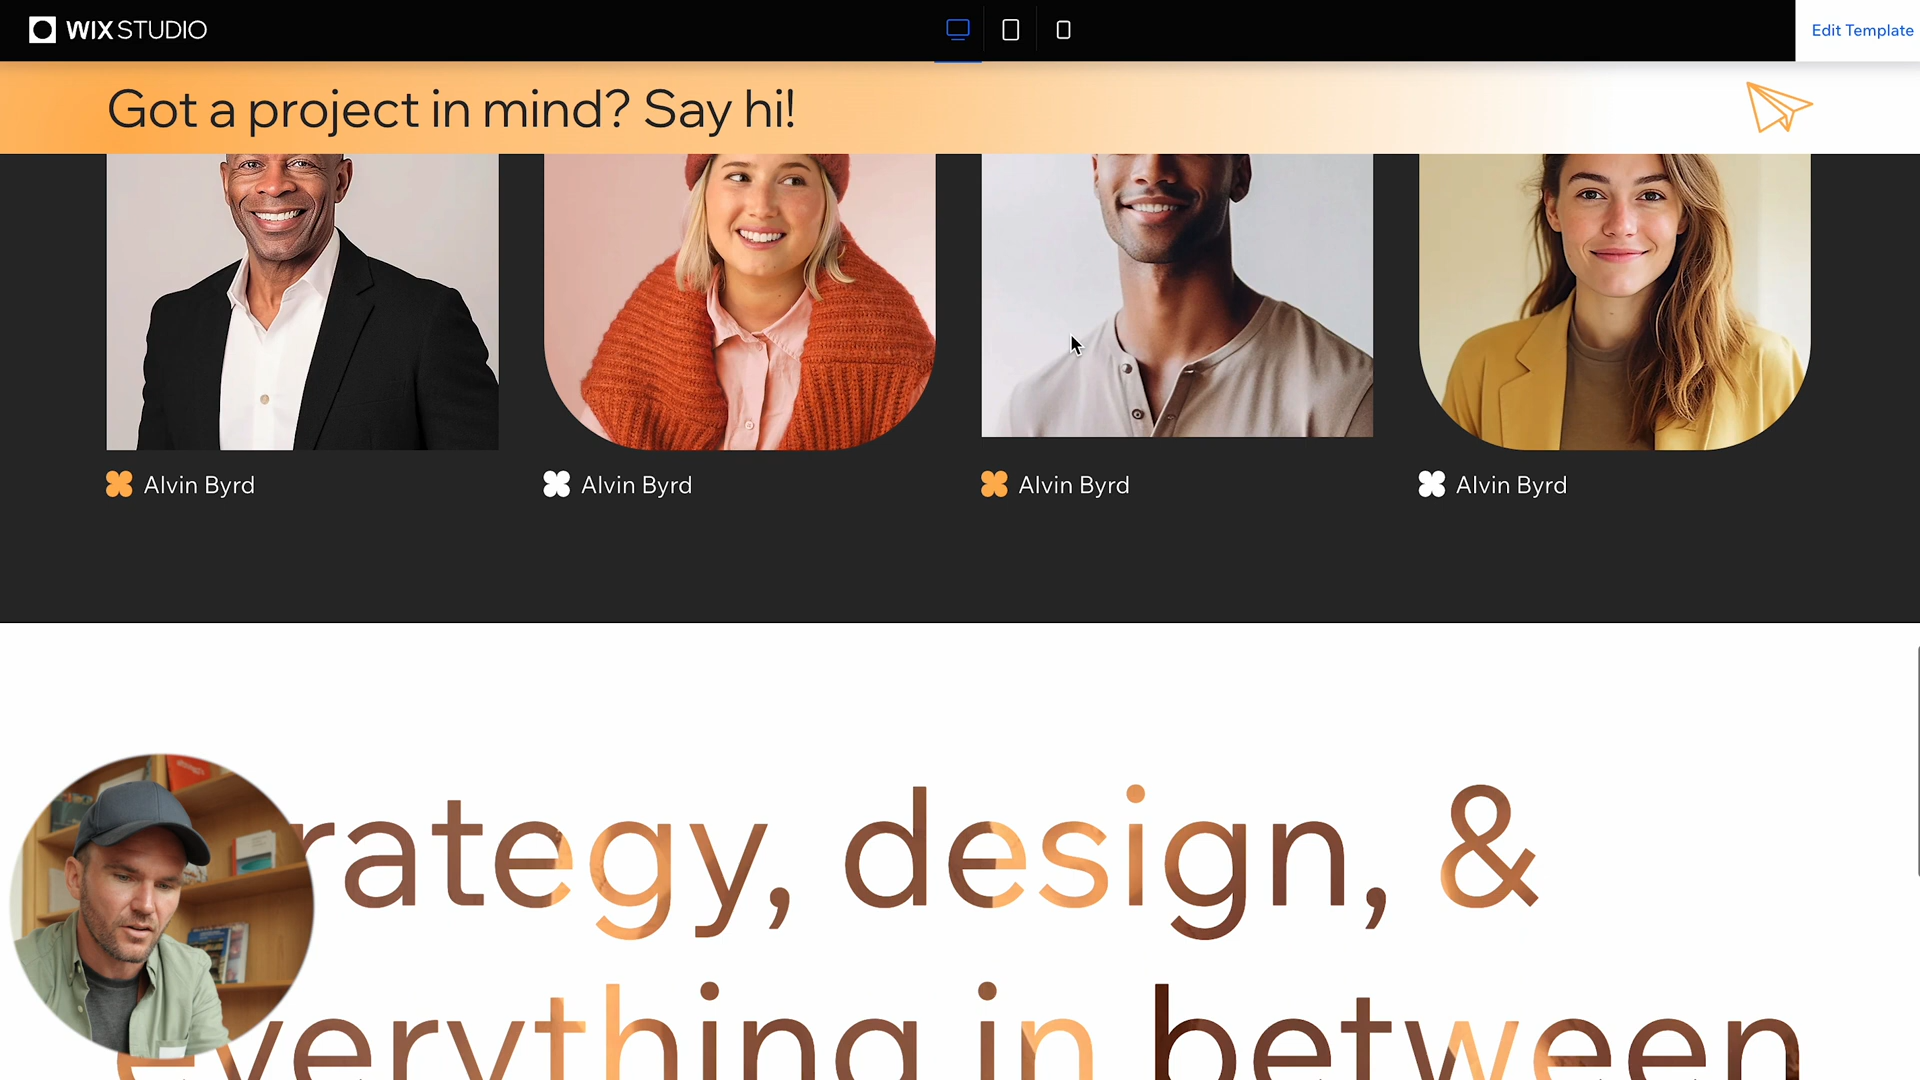 WIX STUDIO
Edit Template
Got a project in mind? Say hi!
Alvin Byrd
Alvin Byrd
Alvin Byrd
Alvin Byrd
rategy, design, &
everything in between